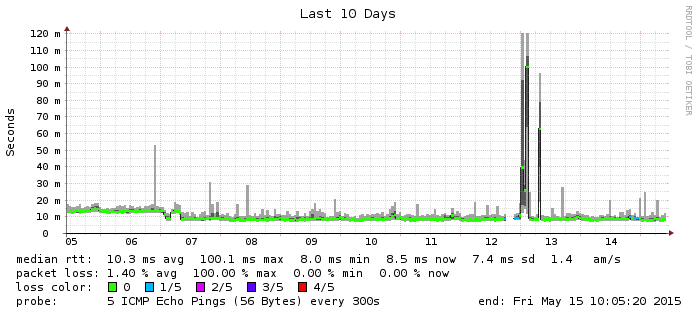 Last 10 Days
RRDTOOL / TOBI OETIKER
Seconds
120 m
110 m
100 m
90 m
80 m
70 m
60 m
50 m
40 m
30 m
20 m
10 m
0
05 06 07 08 09 10 11 12 12 13 14
median rtt: 10.3 ms avg 100.1 ms max 8.0 ms min 8.5 ms now 7.4 ms sd 1.4 am/s
packet loss: 1.40 % avg 100.00 % max 0.00 % min 0.00 % now
loss color: 0 1/5 2/5 3/5 4/5
probe: 5 ICMP Echo Pings (56 Bytes) every 300s end: Fri May 15 10:05:20 2015